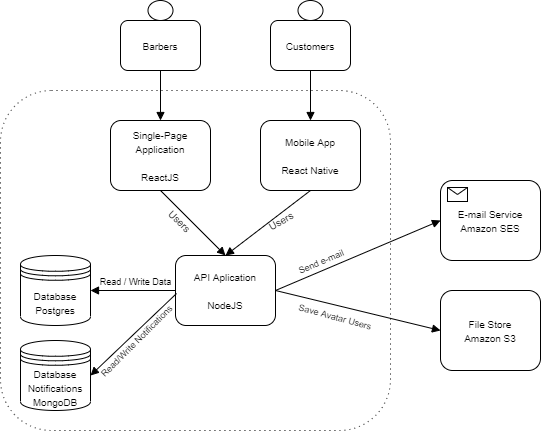 Barbers
Customers
Single-Page
Application
ReactJS
Mobile App
React Native
Users
Users
E-mail Service
Amazon SES
Send e-mail
API Aplication
NodeJS
Read / Write Data
Database
Postgres
Save Avatar Users
File Store
Amazon S3
Read/Write Notifications
Database
Notifications
MongoDB